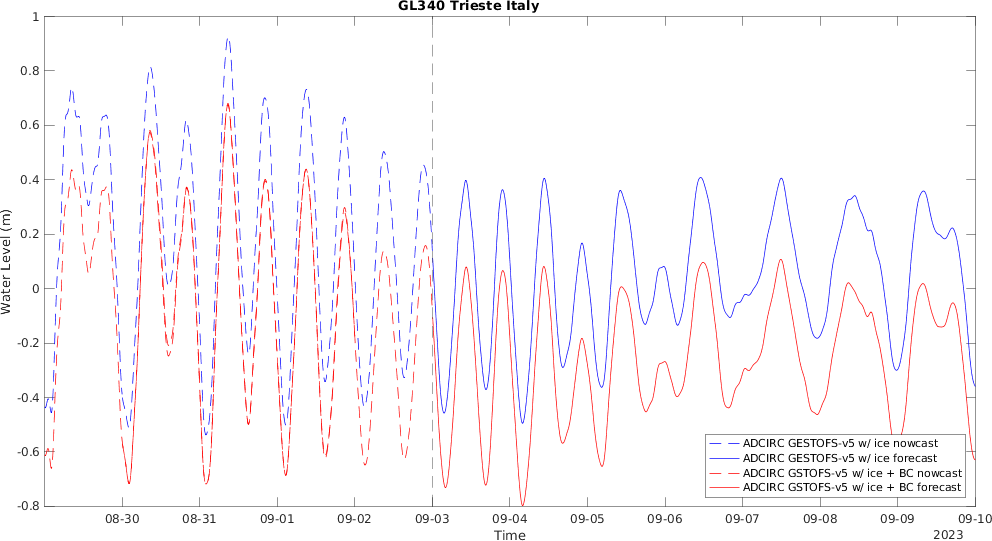 GL340 Trieste Italy
1
0.8
0.6
0.4
0.2
0
-0.2
-0.4
-0.6
-0.8
Water Level (m)
08-30 08-31 09-01 09-02 09-03 09-04 09-05 09-06 09-07 09-08 09-09 09-10
Time
2023
ADCIRC GESTOFS-v5 w/ ice nowcast
ADCIRC GESTOFS-v5 w/ ice forecast
ADCIRC GSTOFS-v5 w/ ice + BC nowcast
ADCIRC GSTOFS-v5 w/ ice + BC forecast